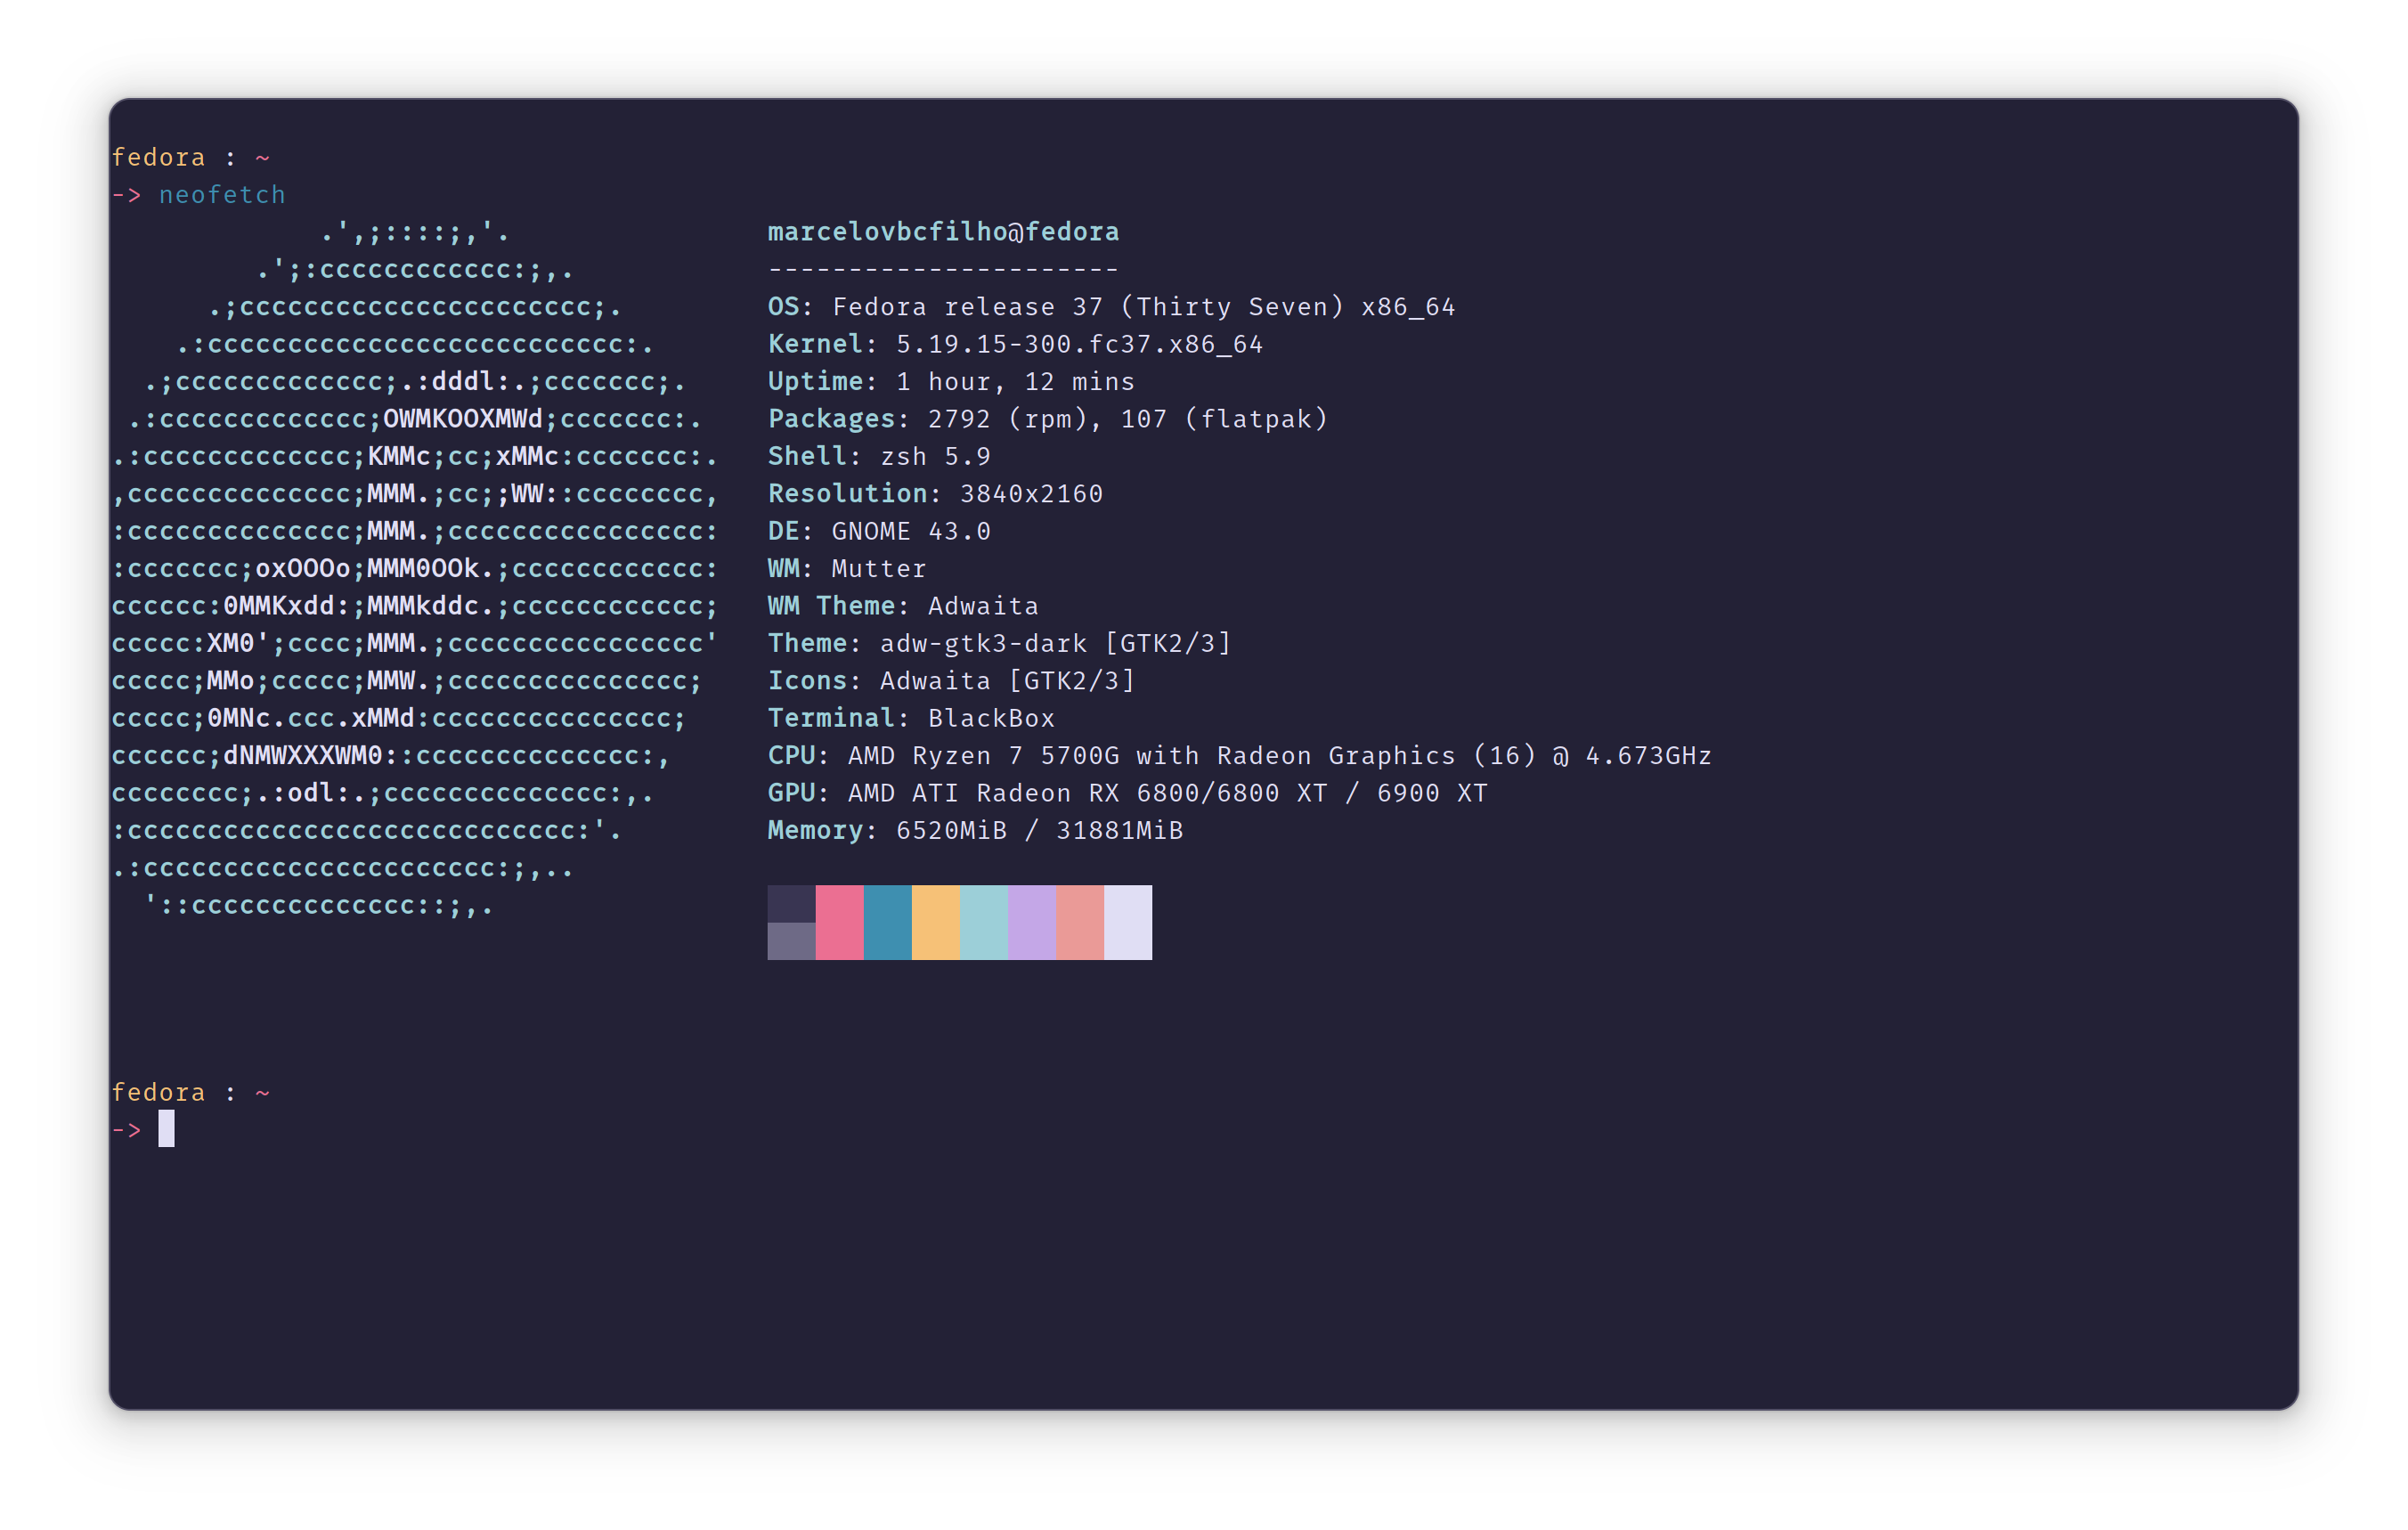 fedora : ~
-> neofetch
             .',;::::;,'.                marcelovbcfilho@fedora
         .';:cccccccccccc:;,.            ----------------------
      .;cccccccccccccccccccccc;.         OS: Fedora release 37 (Thirty Seven) x86_64
    .:cccccccccccccccccccccccccc:.       Kernel: 5.19.15-300.fc37.x86_64
  .;ccccccccccccc;.:dddl:.;ccccccc;.     Uptime: 1 hour, 12 mins
 .:ccccccccccccc;OWMKOOXMWd;ccccccc:.    Packages: 2792 (rpm), 107 (flatpak)
.:ccccccccccccc;KMMc;cc;xMMc:ccccccc:.   Shell: zsh 5.9
,cccccccccccccc;MMM.;cc;;WW::cccccccc,   Resolution: 3840x2160
:cccccccccccccc;MMM.;cccccccccccccccc:   DE: GNOME 43.0
:ccccccc;oxOOOo;MMM0OOk.;cccccccccccc:   WM: Mutter
cccccc:0MMKxdd:;MMMkddc.;cccccccccccc;   WM Theme: Adwaita
ccccc:XM0';cccc;MMM.;cccccccccccccccc'   Theme: adw-gtk3-dark [GTK2/3]
ccccc;MMo;ccccc;MMW.;ccccccccccccccc;    Icons: Adwaita [GTK2/3]
ccccc;0MNc.ccc.xMMd:ccccccccccccccc;     Terminal: BlackBox
cccccc;dNMWXXXWM0::cccccccccccccc:,      CPU: AMD Ryzen 7 5700G with Radeon Graphics (16) @ 4.673GHz
cccccccc;.:odl:.;cccccccccccccc:,.       GPU: AMD ATI Radeon RX 6800/6800 XT / 6900 XT
:cccccccccccccccccccccccccccc:'.         Memory: 6520MiB / 31881MiB
.:cccccccccccccccccccccc:;,..
  '::cccccccccccccc::;,.
fedora : ~
->